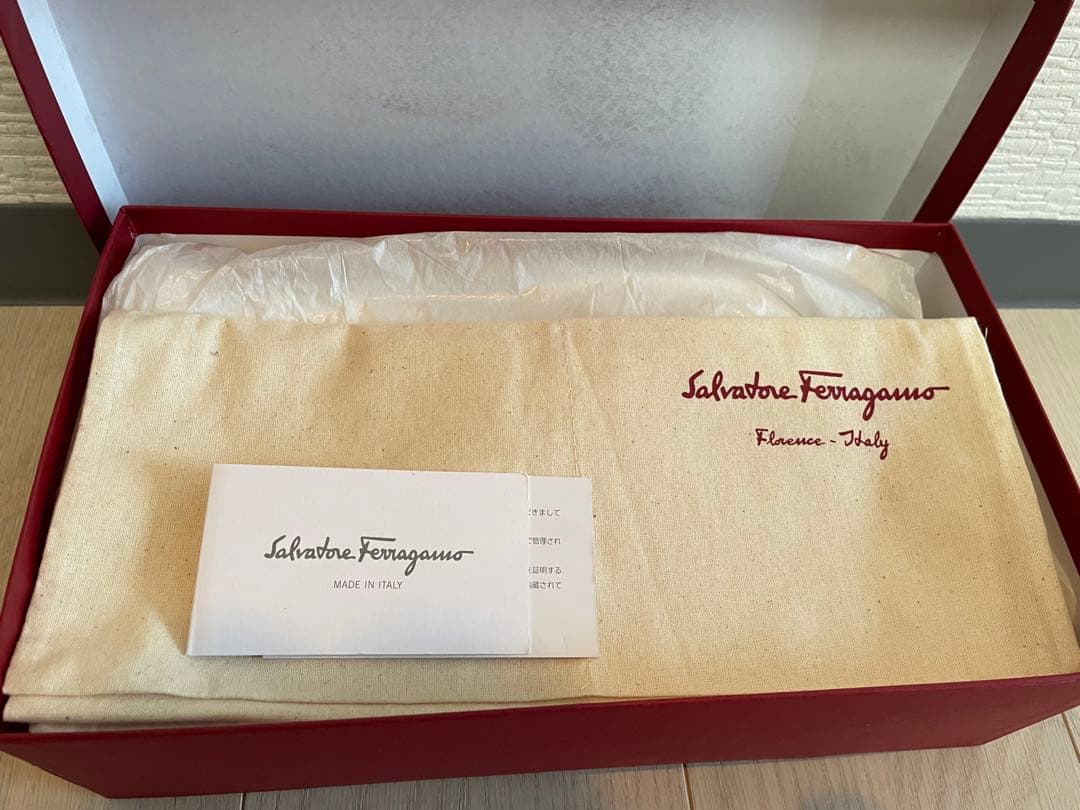 Salvatore Ferragamo
Florence - Italy
Salvatore Ferragamo
MADE IN ITALY
きまして
管理され
証明する
蔵されて